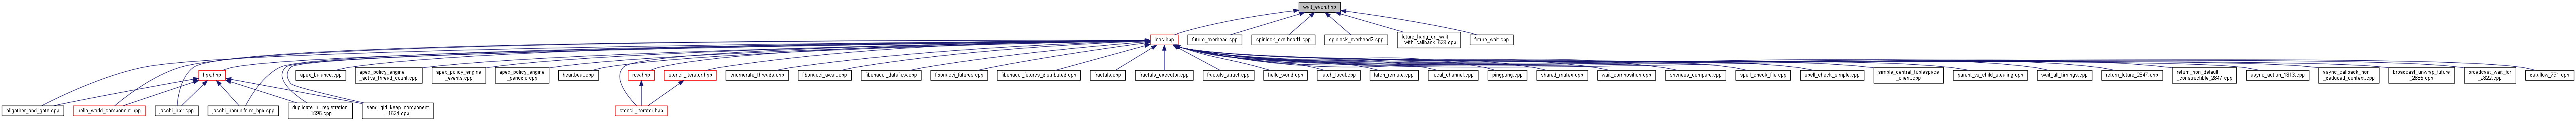 wait_each.hpp
lcos.hpp
future_overhead.cpp
spinlock_overhead1.cpp
spinlock_overhead2.cpp
future_hang_on_wait
_with_callback_629.cpp
future_wait.cpp
hpx.hpp
apex_balance.cpp
apex_policy_engine
_active_thread_count.cpp
apex_policy_engine
_events.cpp
apex_policy_engine
_periodic.cpp
heartbeat.cpp
row.hpp
stencil_iterator.hpp
enumerate_threads.cpp
fibonacci_await.cpp
fibonacci_dataflow.cpp
fibonacci_futures.cpp
fibonacci_futures_distributed.cpp
fractals.cpp
fractals_executor.cpp
fractals_struct.cpp
hello_world.cpp
latch_local.cpp
latch_remote.cpp
local_channel.cpp
pingpong.cpp
shared_mutex.cpp
wait_composition.cpp
sheneos_compare.cpp
spell_check_file.cpp
spell_check_simple.cpp
simple_central_tuplespace
_client.cpp
parent_vs_child_stealing.cpp
wait_all_timings.cpp
return_future_2847.cpp
return_non_default
_constructible_2847.cpp
async_action_1813.cpp
async_callback_non
_deduced_context.cpp
broadcast_unwrap_future
_2885.cpp
broadcast_wait_for
_2822.cpp
dataflow_791.cpp
allgather_and_gate.cpp
hello_world_component.hpp
jacobi_hpx.cpp
jacobi_nonuniform_hpx.cpp
duplicate_id_registration
_1596.cpp
send_gid_keep_component
_1624.cpp
stencil_iterator.hpp